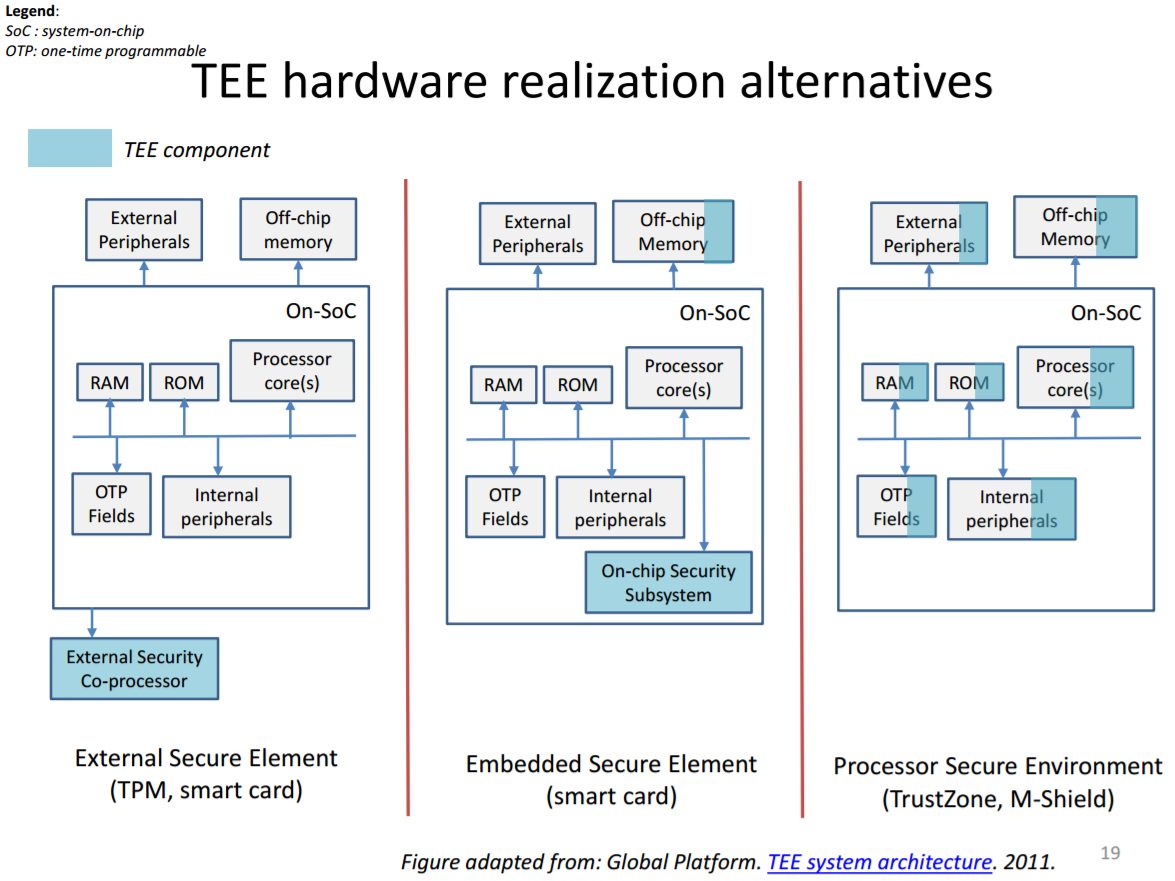 Legend:
SoC : system-on-chip
OTP: one-time programmable
TEE hardware realization alternatives
TEE component
External
Peripherals
Off-chip
memory
On-SoC
RAM
ROM
Processor
core(s)
OTP
Fields
Internal
peripherals
External Security
Co-processor
External Secure Element
(TPM, smart card)
External
Peripherals
Off-chip
Memory
On-SoC
RAM
ROM
Processor
core(s)
OTP
Fields
Internal
peripherals
On-chip Security
Subsystem
Embedded Secure Element
(smart card)
External
Peripherals
Off-chip
Memory
On-SoC
RAM
ROM
Processor
core(s)
OTP
Fields
Internal
peripherals
Processor Secure Environment
(TrustZone, M-Shield)
Figure adapted from: Global Platform. TEE system architecture. 2011.
19